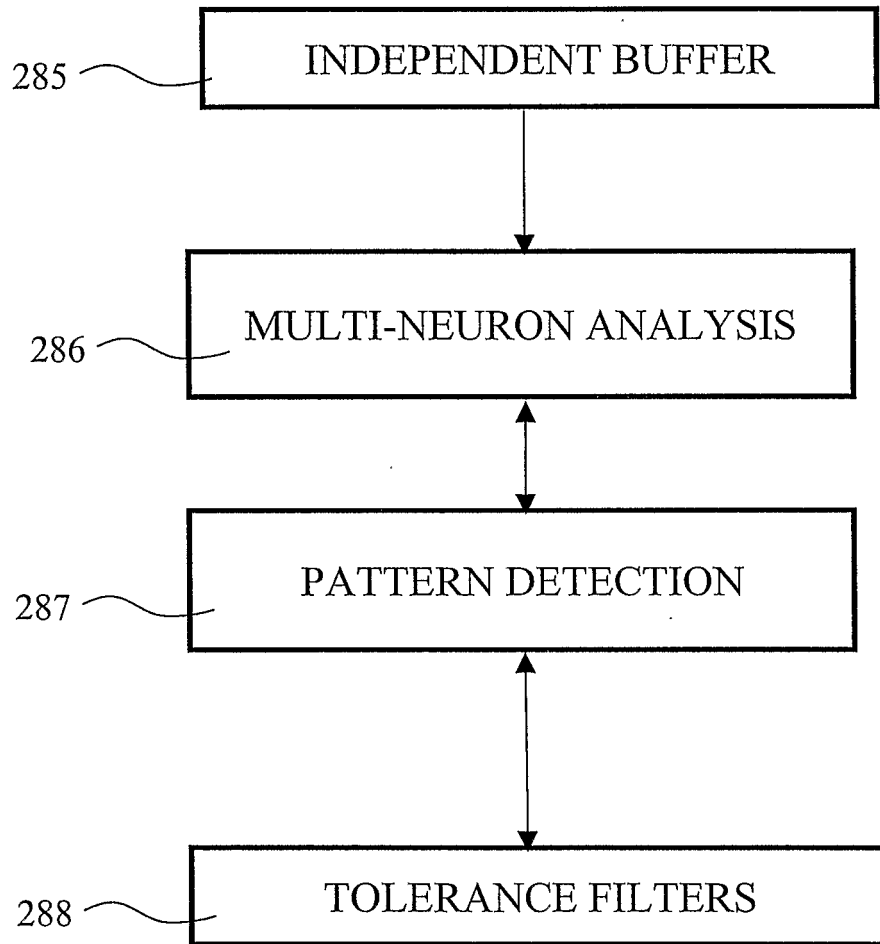 285
INDEPENDENT BUFFER
286
MULTI-NEURON ANALYSIS
287
PATTERN DETECTION
288
TOLERANCE FILTERS